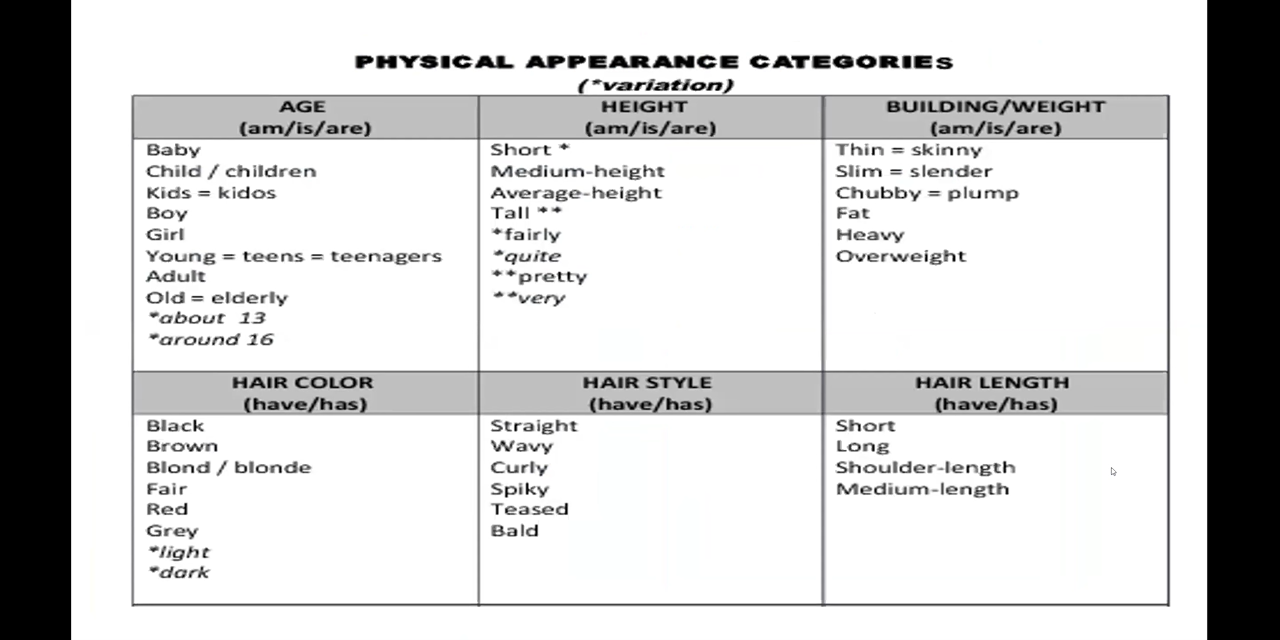 PHYSICAL APPEARANCE CATEGORIEs
(*variation)
AGE
(am/is/are)
Baby
Child / children
Kids = kidos
Boy
Girl
Young = teens = teenagers
Adult
Old = elderly
*about 13
*around 16
HEIGHT
(am/is/are)
Short *
Medium-height
Average-height
Tall **
*fairly
*quite
**pretty
**very
BUILDING/WEIGHT
(am/is/are)
Thin = skinny
Slim = slender
Chubby = plump
Fat
Heavy
Overweight
HAIR COLOR
(have/has)
Black
Brown
Blond / blonde
Fair
Red
Grey
*light
*dark
HAIR STYLE
(have/has)
Straight
Wavy
Curly
Spiky
Teased
Bald
HAIR LENGTH
(have/has)
Short
Long
Shoulder-length
Medium-length